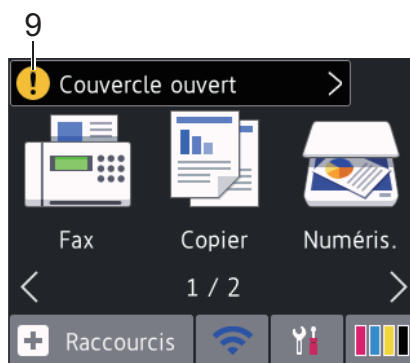 9
! Couvercle ouvert >
Fax Copier Numéris.
< 1 / 2 >
+ Raccourcis